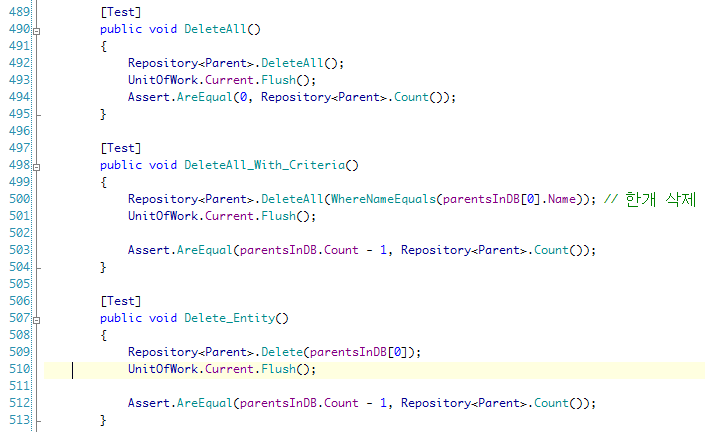 489 [Test]
490 public void DeleteAll()
491 {
492 Repository<Parent>.DeleteAll();
493 UnitOfWork.Current.Flush();
494 Assert.AreEqual(0, Repository<Parent>.Count());
495 }
496
497 [Test]
498 public void DeleteAll_With_Criteria()
499 {
500 Repository<Parent>.DeleteAll(WhereNameEquals(parentsInDB[0].Name)); // 한개 삭제
501 UnitOfWork.Current.Flush();
502
503 Assert.AreEqual(parentsInDB.Count - 1, Repository<Parent>.Count());
504 }
505
506 [Test]
507 public void Delete_Entity()
508 {
509 Repository<Parent>.Delete(parentsInDB[0]);
510 UnitOfWork.Current.Flush();
511
512 Assert.AreEqual(parentsInDB.Count - 1, Repository<Parent>.Count());
513 }